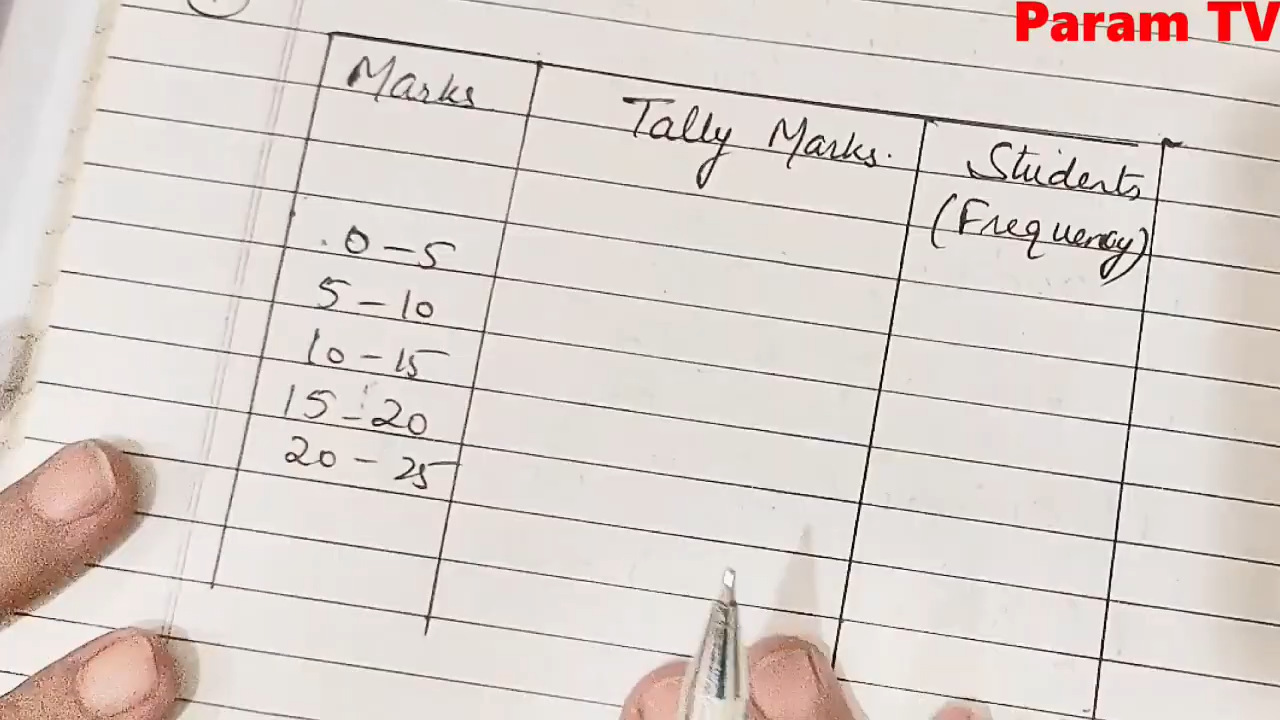 Param TV
Marks Tally Marks. Students
(Frequency)
0 - 5
5 - 10
10 - 15
15 - 20
20 - 25